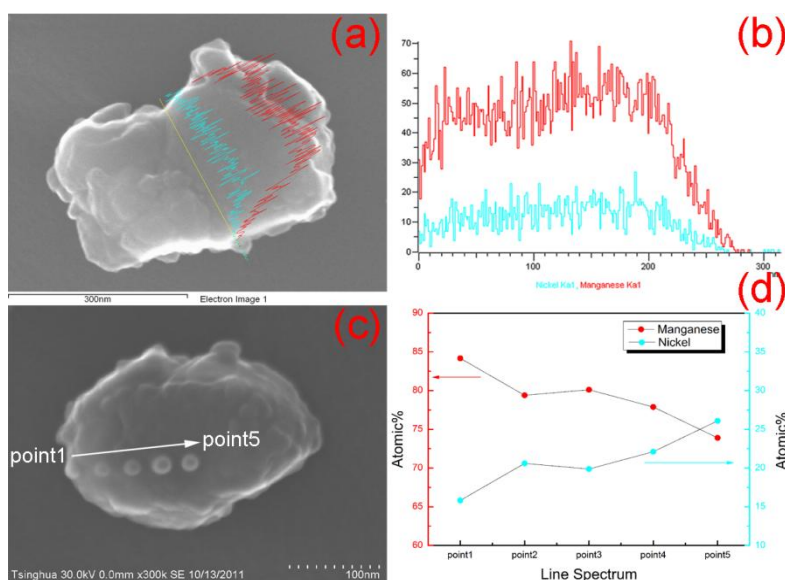 (a)
300nm Electron Image 1
(b)
70
60
50
40
30
20
10
0
0 100 200 300
Nickel Ka1, Manganese Ka1
(c)
point1
point5
Tsinghua 30.0kV 0.0mm x300k SE 10/13/2011 100nm
(d)
Manganese
Nickel
90
85
80
75
70
65
60
Atomic%
40
35
30
25
20
15
10
Atomic%
point1 point2 point3 point4 point5
Line Spectrum